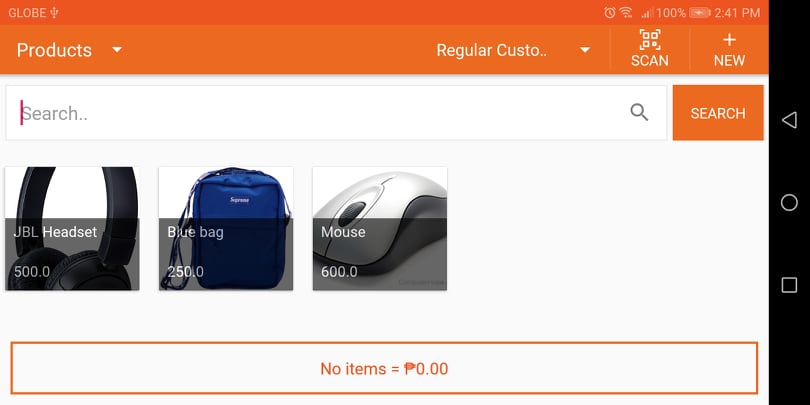 GLOBE
100% 2:41 PM
Products
Regular Custo..
SCAN
NEW
Search..
SEARCH
JBL Headset
500.0
Supreme
Blue bag
250.0
Mouse
600.0
No items = ₱0.00